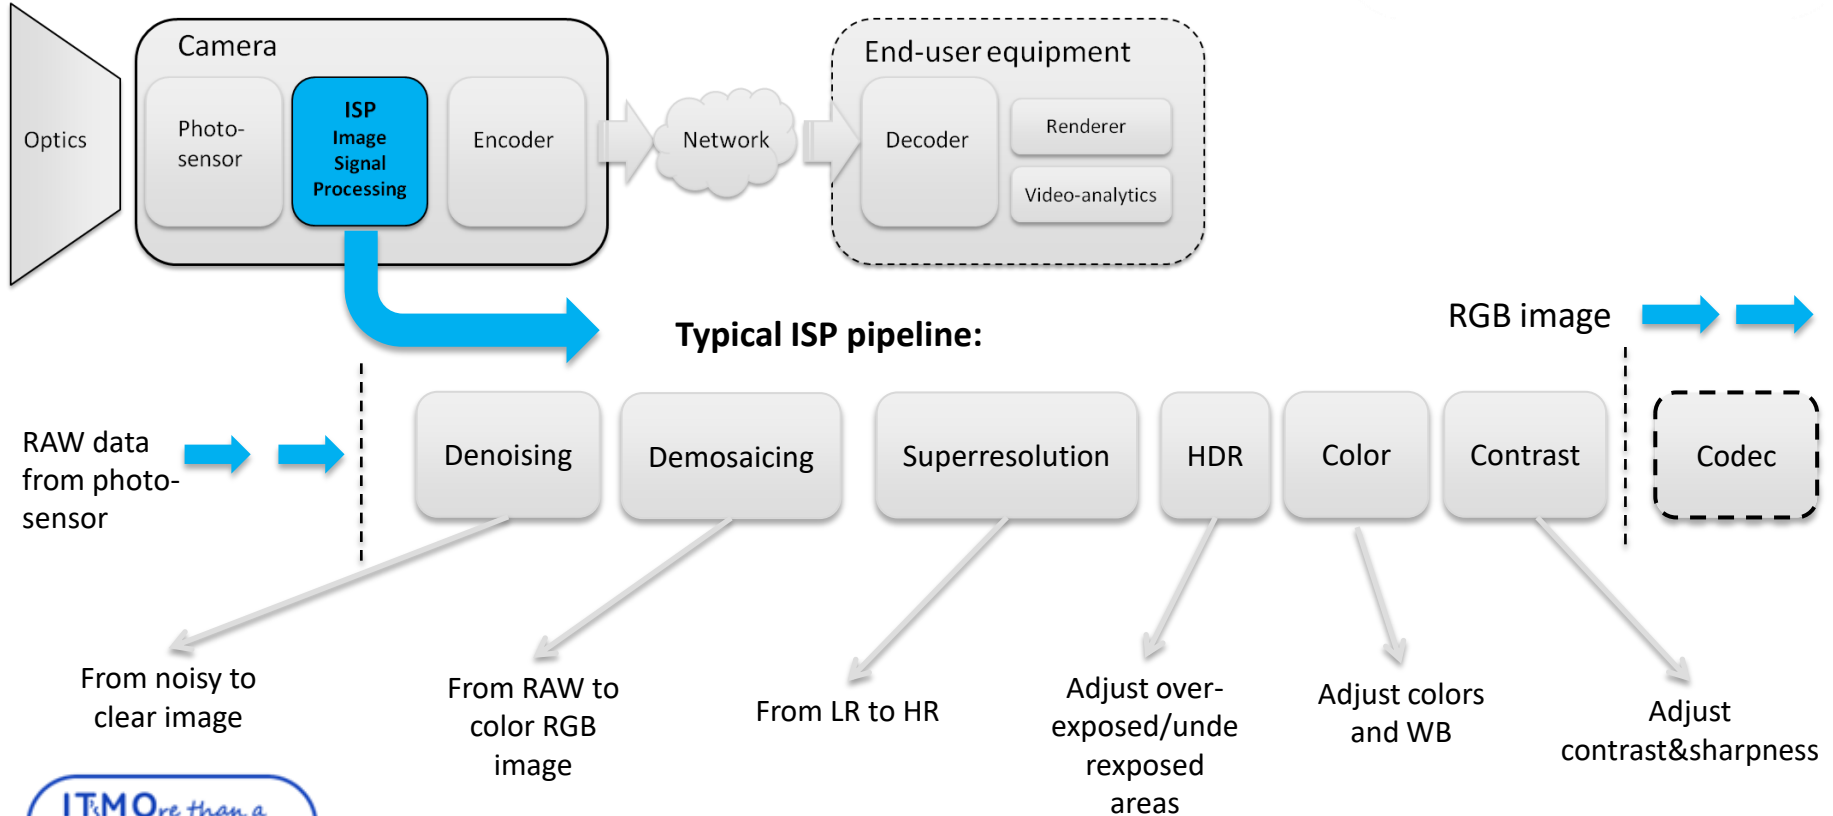 Camera
End-user equipment
Optics
Photo-
sensor
ISP
Image
Signal
Processing
Encoder
Network
Decoder
Renderer
Video-analytics
Typical ISP pipeline:
RGB image
RAW data
from photo-
sensor
Denoising
Demosaicing
Superresolution
HDR
Color
Contrast
Codec
From noisy to
clear image
From RAW to
color RGB
image
From LR to HR
Adjust over-
exposed/unde
rexposed
areas
Adjust colors
and WB
Adjust
contrast&sharpness
IT's MOre than a